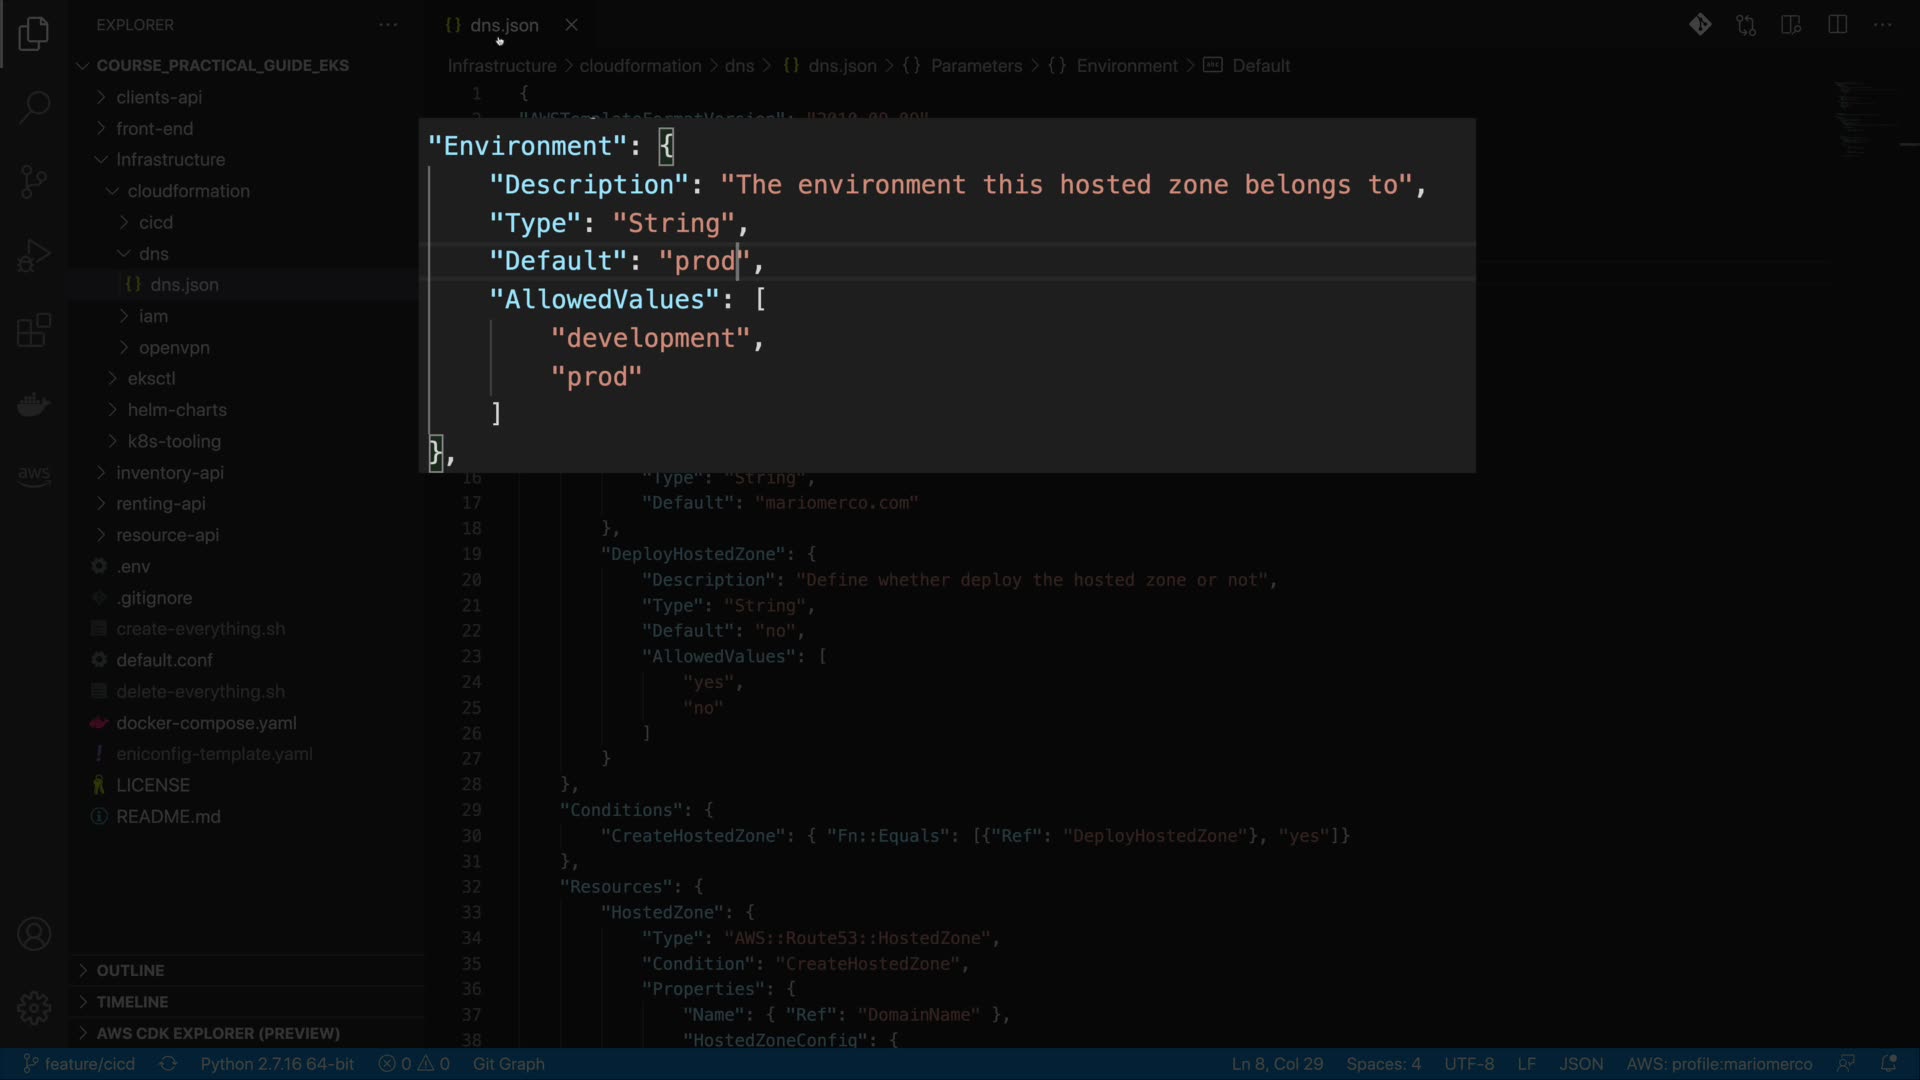 EXPLORER
COURSE_PRACTICAL_GUIDE_EKS
clients-api
front-end
Infrastructure
cloudformation
cicd
dns
{} dns.json
iam
openvpn
eksctl
helm-charts
k8s-tooling
inventory-api
renting-api
resource-api
.env
.gitignore
create-everything.sh
default.conf
delete-everything.sh
docker-compose.yaml
! eniconfig-template.yaml
LICENSE
README.md
aws
OUTLINE
TIMELINE
AWS CDK EXPLORER (PREVIEW)
{} dns.json
Infrastructure > cloudformation > dns > {} dns.json > {} Parameters > {} Environment > Default
1 {
2 "AWSTemplateFormatVersion": "2010-09-09"
"Environment": {
"Description": "The environment this hosted zone belongs to",
"Type": "String",
"Default": "prod",
"AllowedValues": [
"development",
"prod"
]
},
16 "Type": "String",
17 "Default": "mariomerco.com"
18 },
19 "DeployHostedZone": {
20 "Description": "Define whether deploy the hosted zone or not",
21 "Type": "String",
22 "Default": "no",
23 "AllowedValues": [
24 "yes",
25 "no"
26 ]
27 }
28 },
29 "Conditions": {
30 "CreateHostedZone": { "Fn::Equals": [{"Ref": "DeployHostedZone"}, "yes"]}
31 },
32 "Resources": {
33 "HostedZone": {
34 "Type": "AWS::Route53::HostedZone",
35 "Condition": "CreateHostedZone",
36 "Properties": {
37 "Name": { "Ref": "DomainName" },
38 "HostedZoneConfig": {
feature/cicd Python 2.7.16 64-bit 0 0 Git Graph Ln 8, Col 29 Spaces: 4 UTF-8 LF JSON AWS: profile:mariomerco